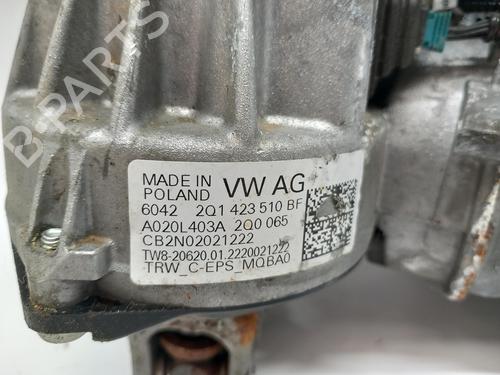 B-PARTS
MADE IN
POLAND VW AG
6042 2Q1 423 510 BF
A020L403A 2Q0 065
CB2N02021222
TW8-20620.01.2220021222
TRW_C-EPS_MQBA0